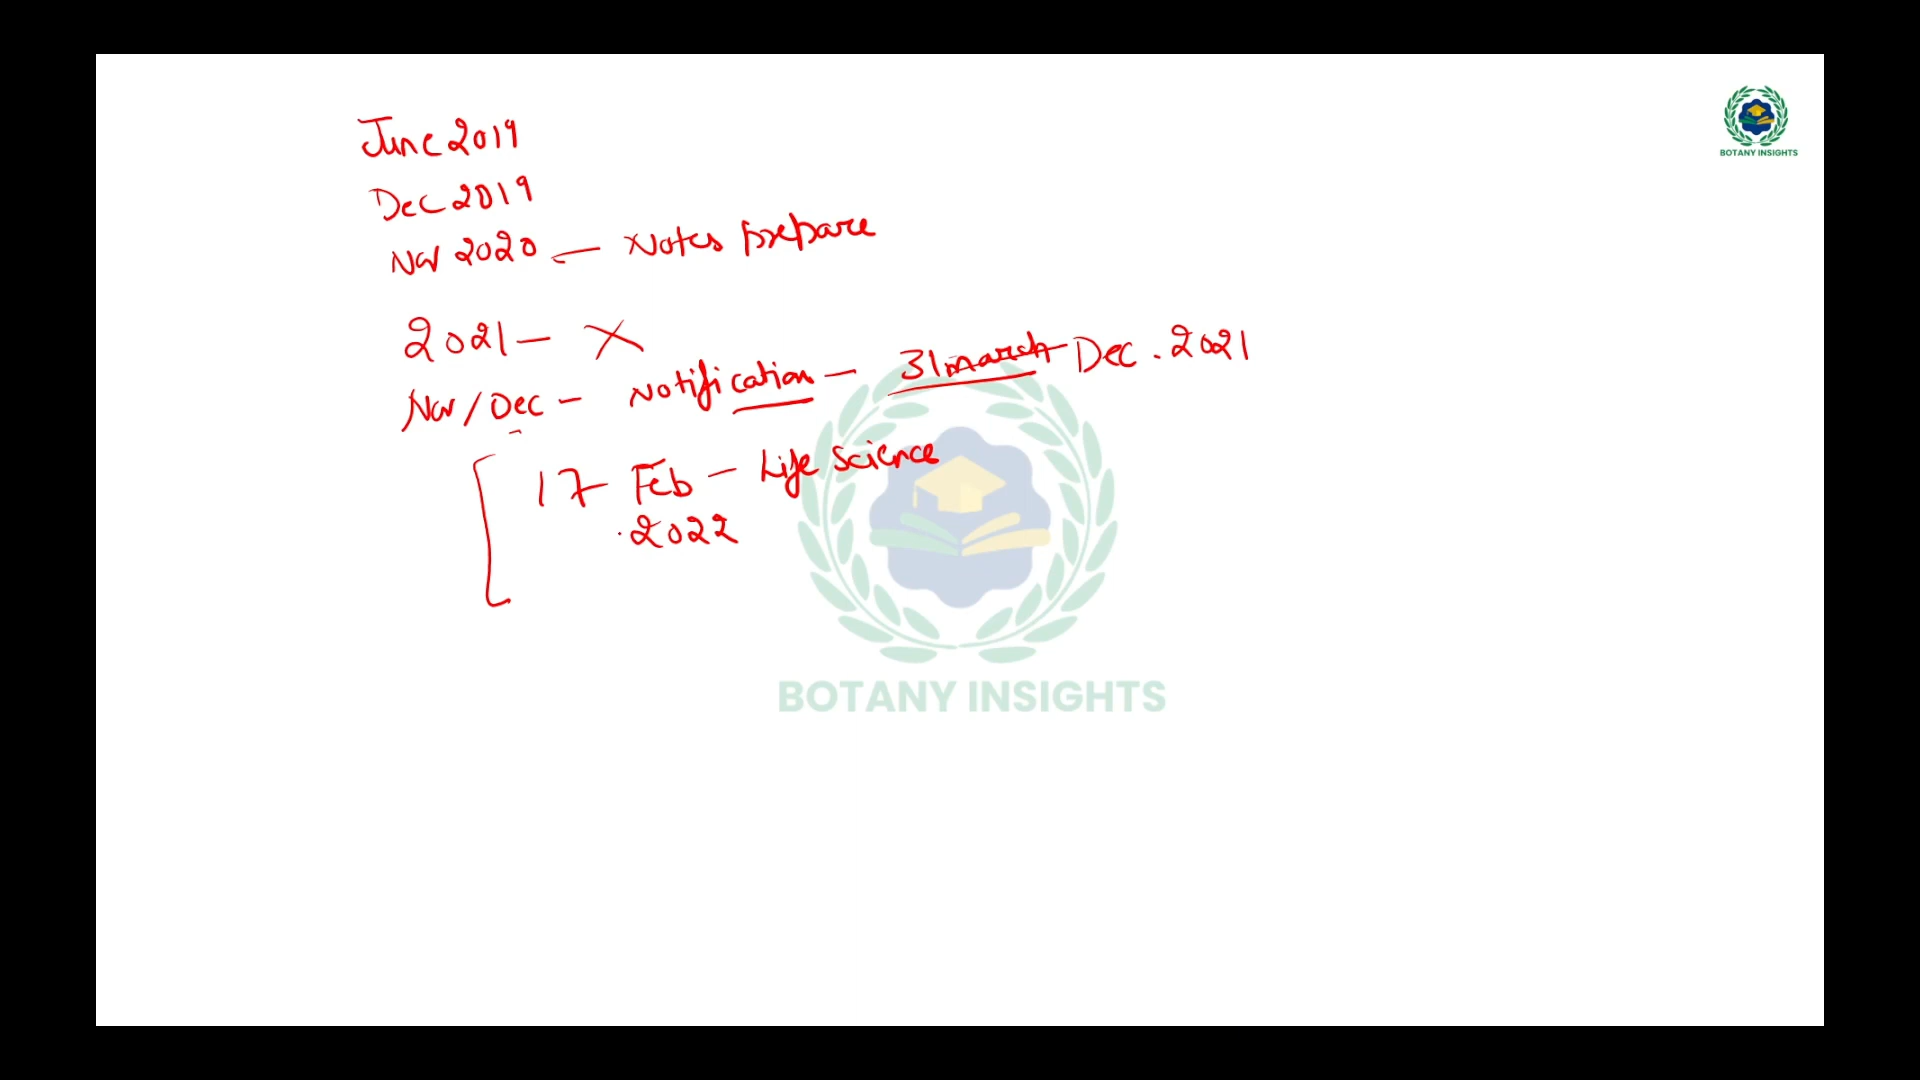 BOTANY INSIGHTS
June 2019
Dec 2019
Nov 2020 — Notes prepare
2021 — X
Nov/Dec — Notification — 31 march Dec. 2021
17 Feb — Life science
2022
BOTANY INSIGHTS